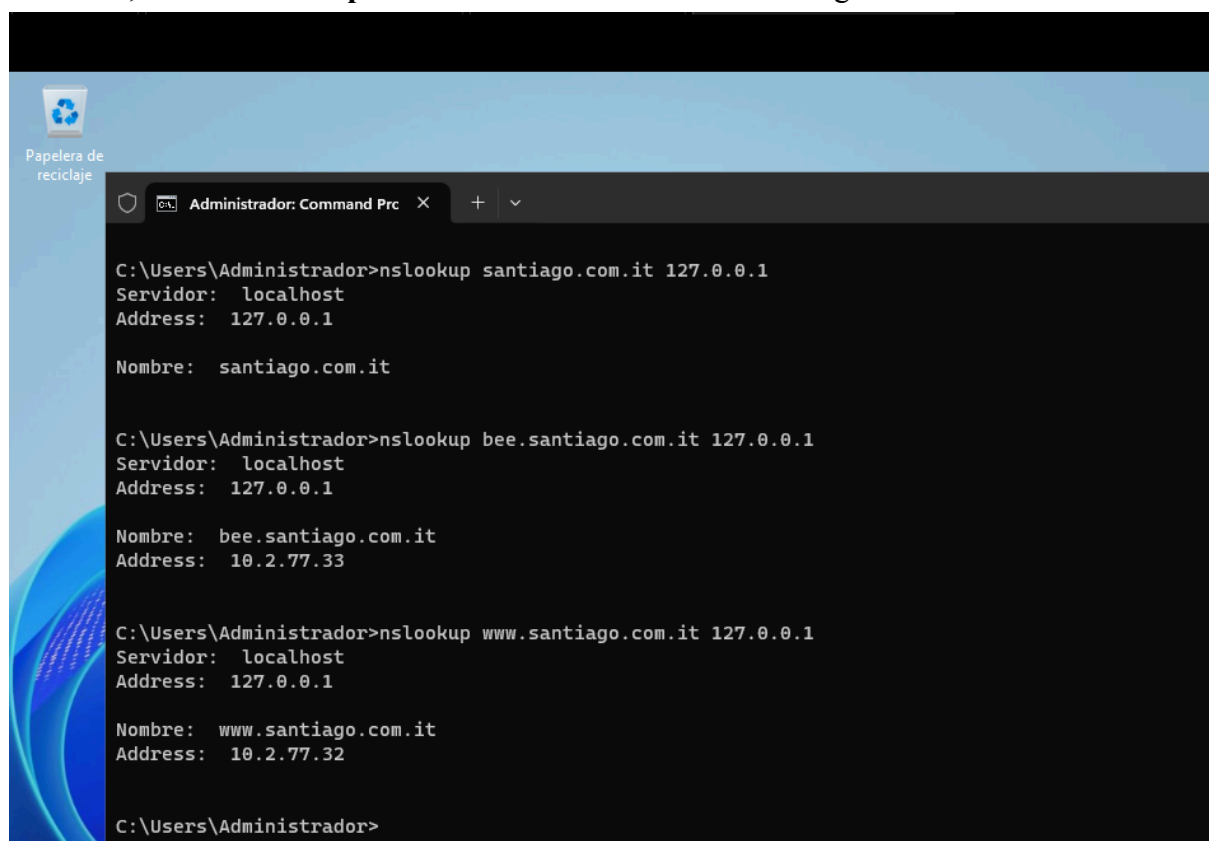 Papelera de
reciclaje
Administrador: Command Prc
C:\Users\Administrador>nslookup santiago.com.it 127.0.0.1
Servidor:  localhost
Address:  127.0.0.1
Nombre:  santiago.com.it
C:\Users\Administrador>nslookup bee.santiago.com.it 127.0.0.1
Servidor:  localhost
Address:  127.0.0.1
Nombre:  bee.santiago.com.it
Address:  10.2.77.33
C:\Users\Administrador>nslookup www.santiago.com.it 127.0.0.1
Servidor:  localhost
Address:  127.0.0.1
Nombre:  www.santiago.com.it
Address:  10.2.77.32
C:\Users\Administrador>